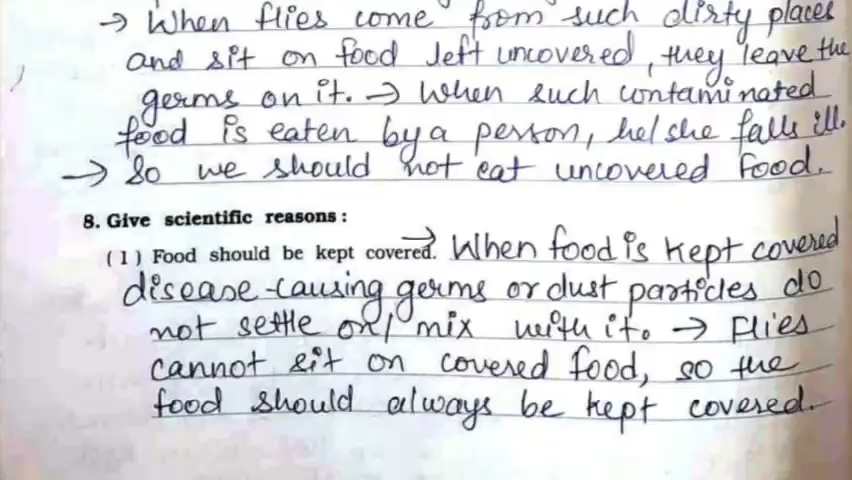 → When flies come from such dirty places
and sit on food left uncovered, they leave the
germs on it. → When such contaminated
food is eaten by a person, he/she falls ill.
→ So we should not eat uncovered food.
8. Give scientific reasons :
(1) Food should be kept covered. → When food is kept covered
disease-causing germs or dust particles do
not settle on/ mix with it. → Flies
cannot sit on covered food, so the
food should always be kept covered.